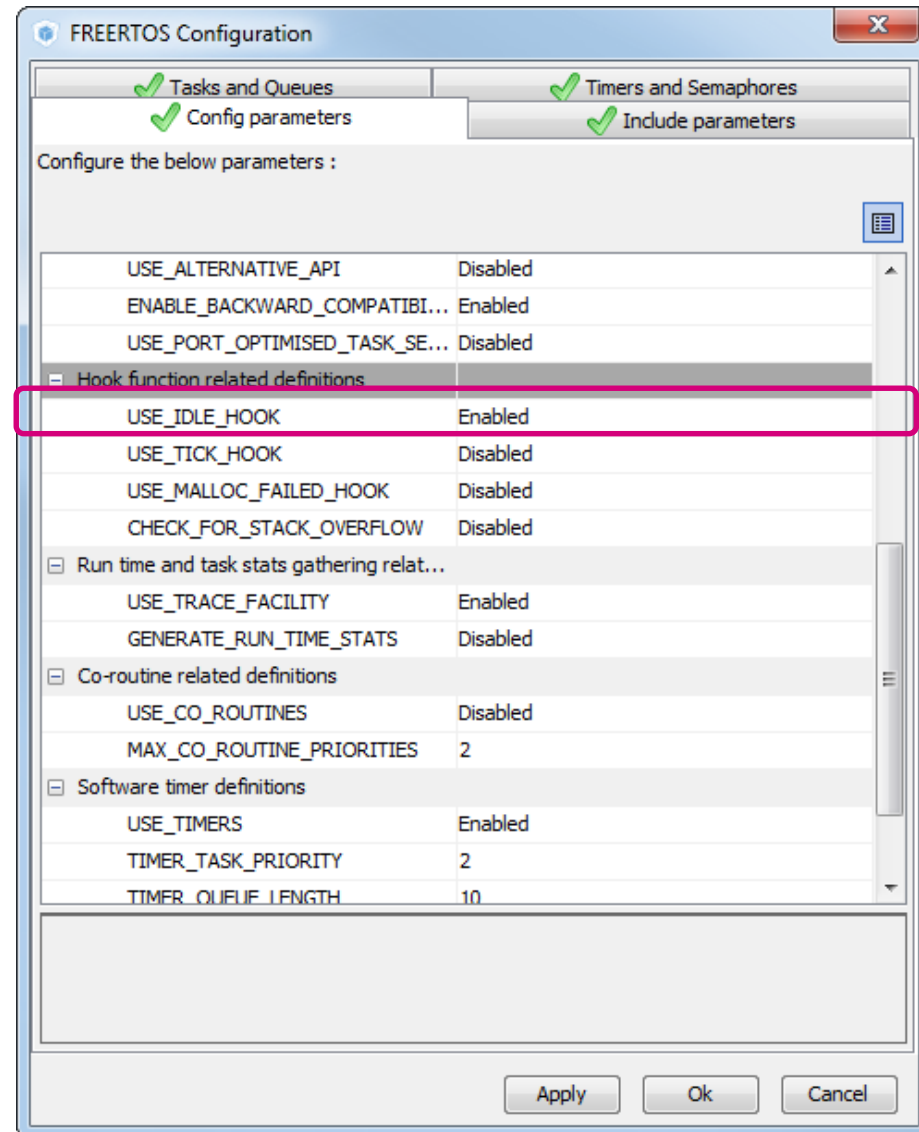 FREERTOS Configuration
Tasks and Queues Timers and Semaphores
Config parameters Include parameters
Configure the below parameters :
USE_ALTERNATIVE_API Disabled
ENABLE_BACKWARD_COMPATIBI... Enabled
USE_PORT_OPTIMISED_TASK_SE... Disabled
Hook function related definitions
USE_IDLE_HOOK Enabled
USE_TICK_HOOK Disabled
USE_MALLOC_FAILED_HOOK Disabled
CHECK_FOR_STACK_OVERFLOW Disabled
Run time and task stats gathering relat...
USE_TRACE_FACILITY Enabled
GENERATE_RUN_TIME_STATS Disabled
Co-routine related definitions
USE_CO_ROUTINES Disabled
MAX_CO_ROUTINE_PRIORITIES 2
Software timer definitions
USE_TIMERS Enabled
TIMER_TASK_PRIORITY 2
TIMER_QUEUE_LENGTH 10
Apply Ok Cancel